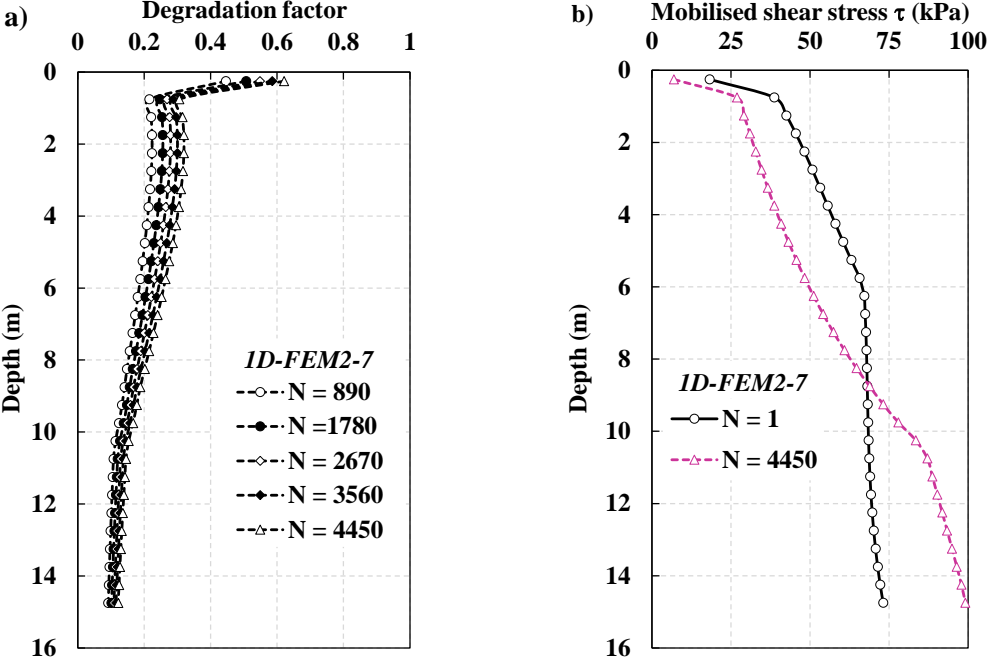 a)
Degradation factor
0 0.2 0.4 0.6 0.8 1
0
2
4
6
8
10
12
14
16
Depth (m)
1D-FEM2-7
N = 890
N =1780
N = 2670
N = 3560
N = 4450
b)
Mobilised shear stress τ (kPa)
0 25 50 75 100
0
2
4
6
8
10
12
14
16
Depth (m)
1D-FEM2-7
N = 1
N = 4450